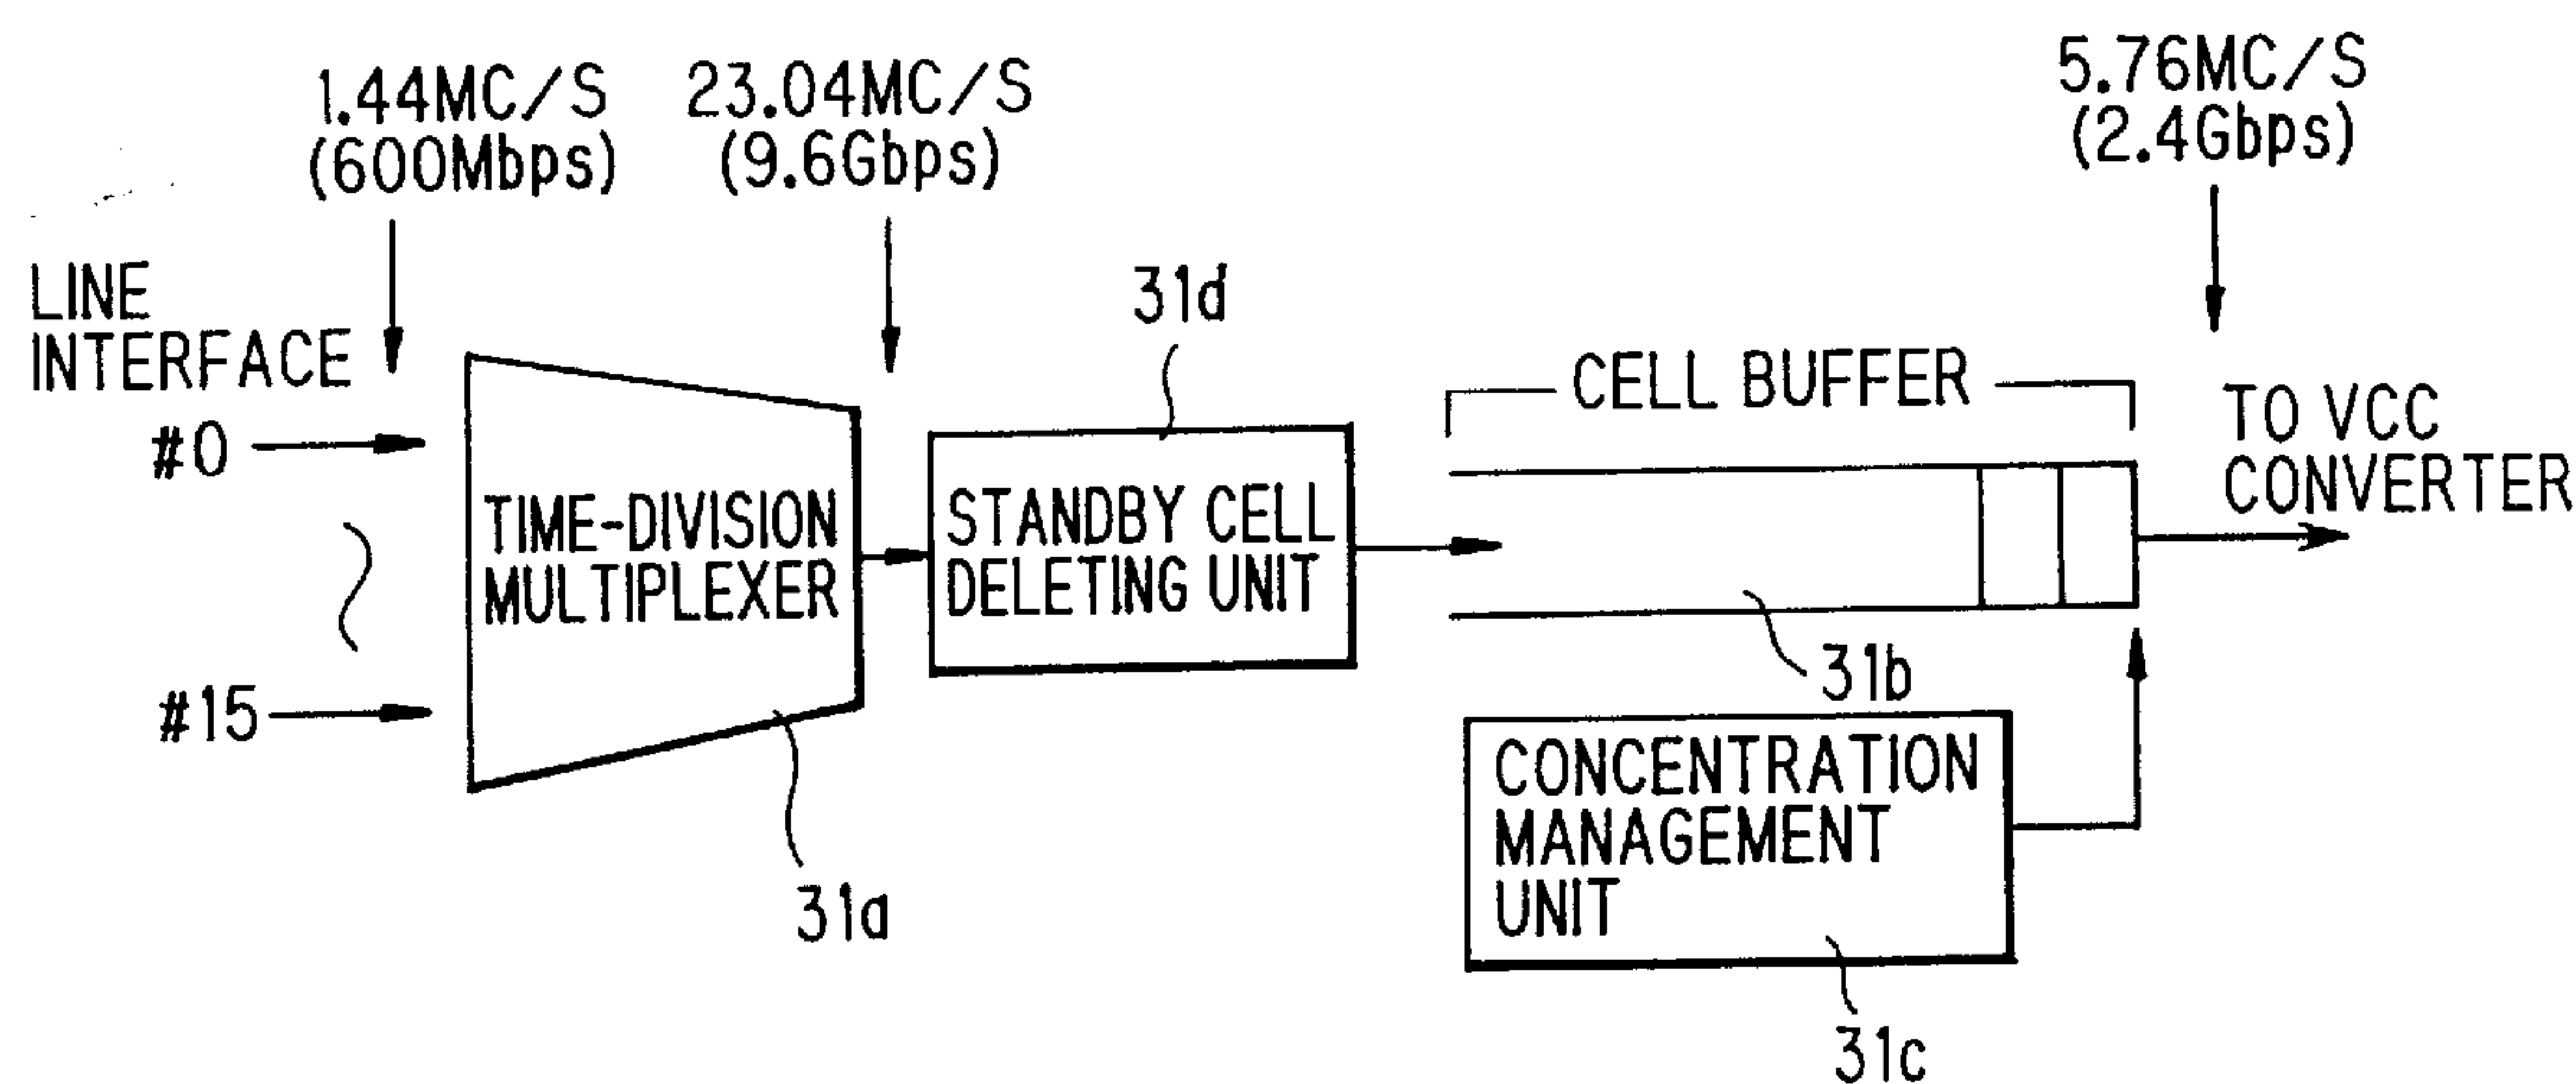 1.44MC/S
(600Mbps)
23.04MC/S
(9.6Gbps)
5.76MC/S
(2.4Gbps)
LINE
INTERFACE
#0
#15
TIME-DIVISION
MULTIPLEXER
31a
31d
STANDBY CELL
DELETING UNIT
CELL BUFFER
31b
TO VCC
CONVERTER
CONCENTRATION
MANAGEMENT
UNIT
31c